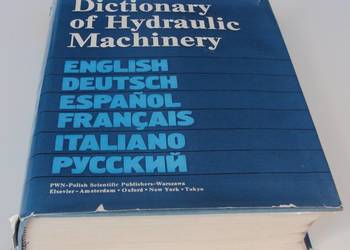 Dictionary
of Hydraulic
Machinery
ENGLISH
DEUTSCH
ESPAÑOL
FRANÇAIS
ITALIANO
РУССКИЙ
PWN-Polish Scientific Publishers-Warszawa
Elsevier-Amsterdam·Oxford·New York·Tokyo